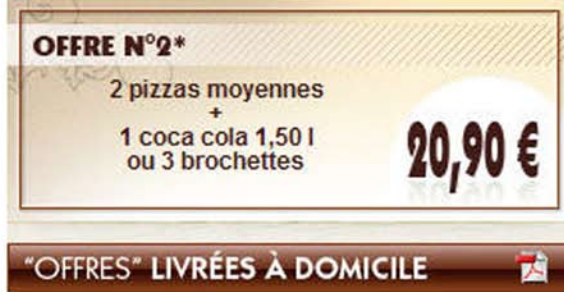 OFFRE N°2*
2 pizzas moyennes
+
1 coca cola 1,50 l
ou 3 brochettes
20,90 €
"OFFRES" LIVRÉES À DOMICILE